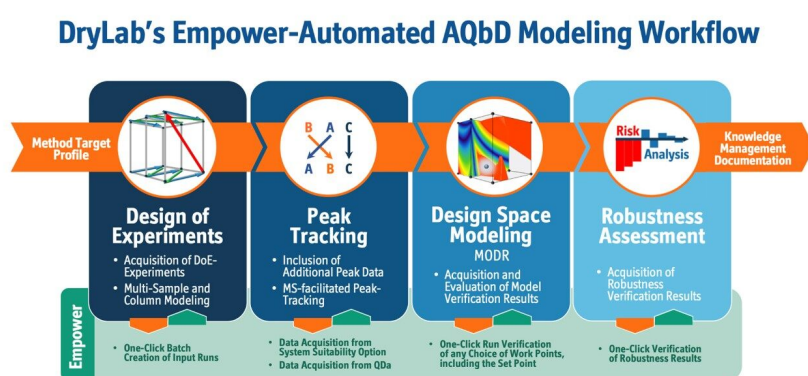 DryLab's Empower-Automated AQbD Modeling Workflow
Method Target
Profile
B A C
A B C
Risk
Analysis
Knowledge
Management
Documentation
Design of
Experiments
• Acquisition of DoE-
Experiments
• Multi-Sample and
Column Modeling
Peak
Tracking
• Inclusion of
Additional Peak Data
• MS-facilitated Peak-
Tracking
Design Space
Modeling
MODR
• Acquisition and
Evaluation of Model
Verification Results
Robustness
Assessment
• Acquisition of
Robustness
Verification Results
Empower
• One-Click Batch
Creation of Input Runs
• Data Acquisition from
System Suitability Option
• Data Acquisition from QDa
• One-Click Run Verification
of any Choice of Work Points,
including the Set Point
• One-Click Verification
of Robustness Results